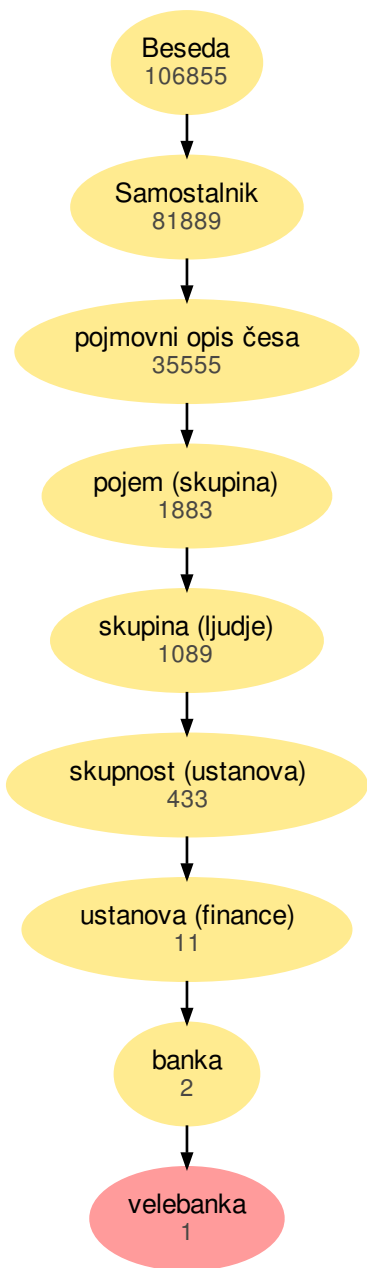 Beseda
106855
Samostalnik
81889
pojmovni opis česa
35555
pojem (skupina)
1883
skupina (ljudje)
1089
skupnost (ustanova)
433
ustanova (finance)
11
banka
2
velebanka
1